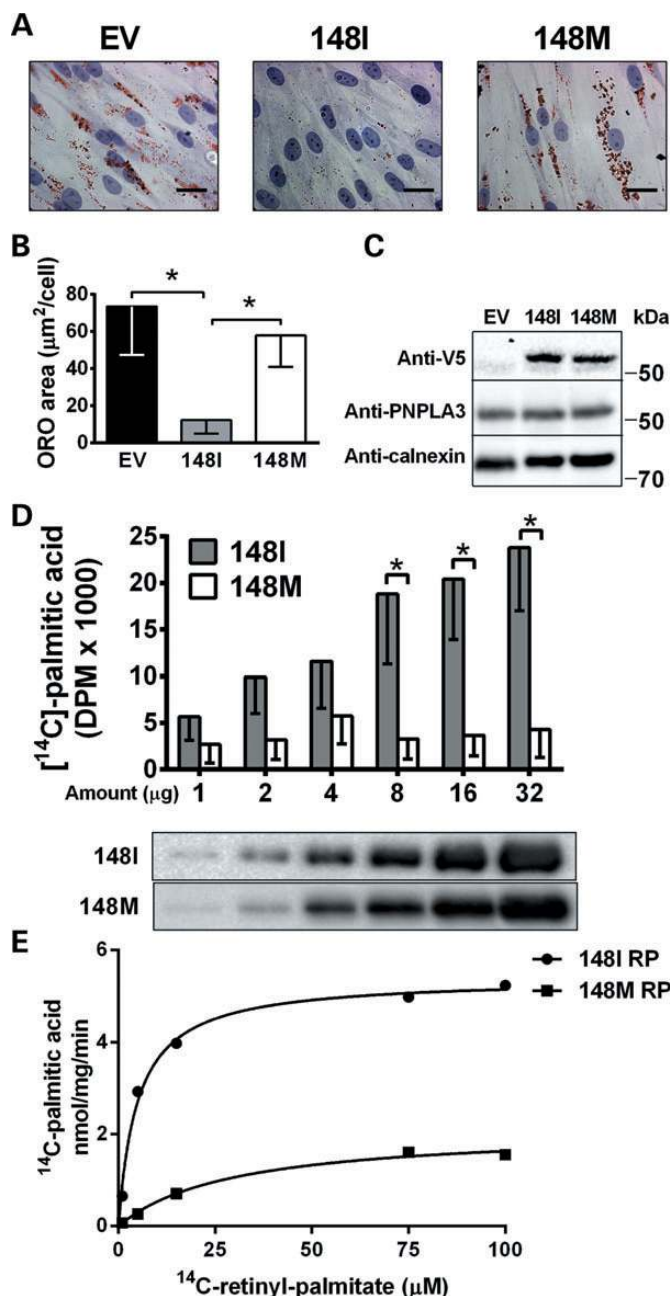 A
EV 148I 148M
B
ORO area (μm²/cell)
80
60
40
20
0
EV 148I 148M
*
*
C
EV 148I 148M kDa
Anti-V5
–50
Anti-PNPLA3
–50
Anti-calnexin
–70
D
[¹⁴C]-palmitic acid
(DPM x 1000)
25
20
15
10
5
0
148I
148M
*
*
*
Amount (μg) 1 2 4 8 16 32
148I
148M
E
¹⁴C-palmitic acid
nmol/mg/min
6
4
2
0
148I RP
148M RP
0 25 50 75 100
¹⁴C-retinyl-palmitate (μM)